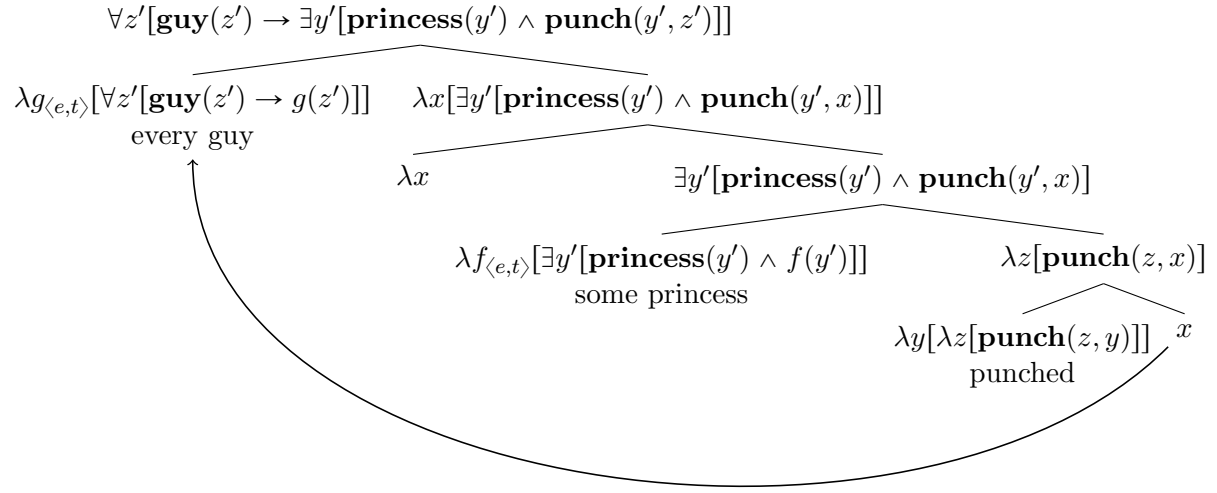 ∀z′[guy(z′) → ∃y′[princess(y′) ∧ punch(y′, z′)]]
λg⟨e,t⟩[∀z′[guy(z′) → g(z′)]] λx[∃y′[princess(y′) ∧ punch(y′, x)]]
every guy
λx ∃y′[princess(y′) ∧ punch(y′, x)]
λf⟨e,t⟩[∃y′[princess(y′) ∧ f(y′)]] λz[punch(z, x)]
some princess
λy[λz[punch(z, y)]] x
punched